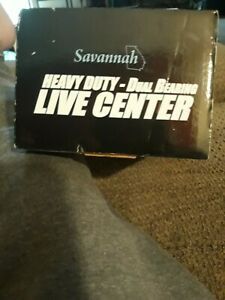 Savannah
HEAVY DUTY - DUAL BEARING
LIVE CENTER